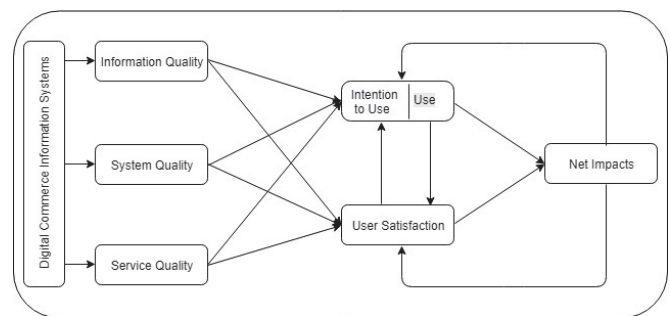 Digital Commerce Information Systems
Information Quality
System Quality
Service Quality
Intention
to Use
Use
User Satisfaction
Net Impacts